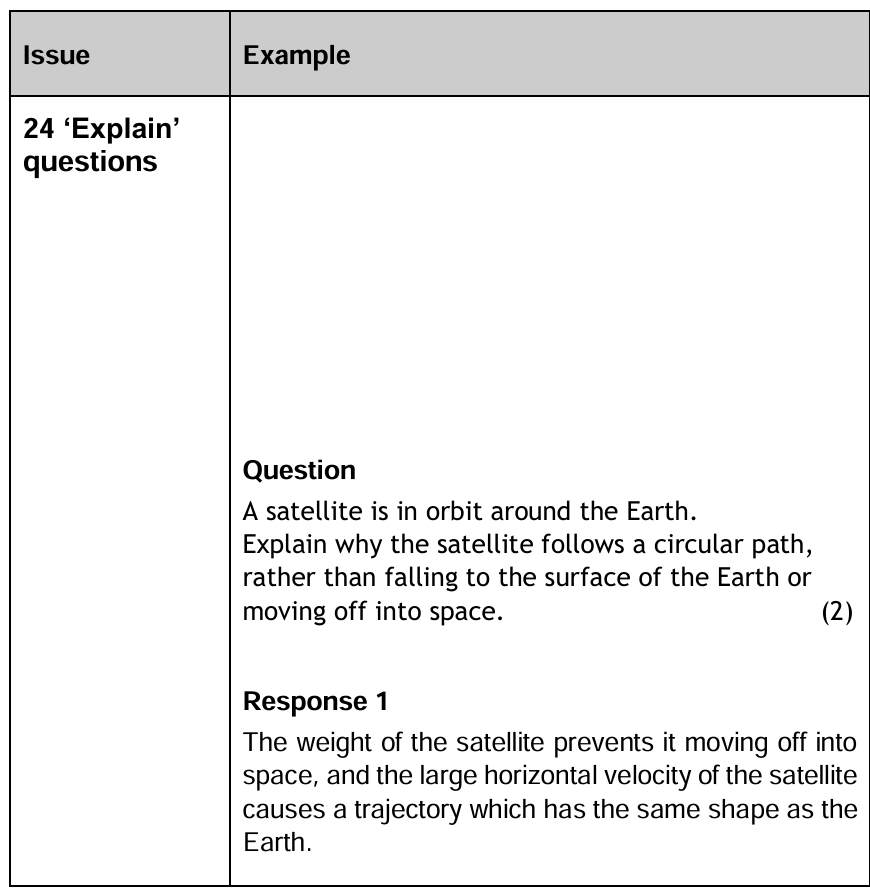 Issue
Example
24 ‘Explain’
questions
Question
A satellite is in orbit around the Earth.
Explain why the satellite follows a circular path,
rather than falling to the surface of the Earth or
moving off into space. (2)
Response 1
The weight of the satellite prevents it moving off into
space, and the large horizontal velocity of the satellite
causes a trajectory which has the same shape as the
Earth.